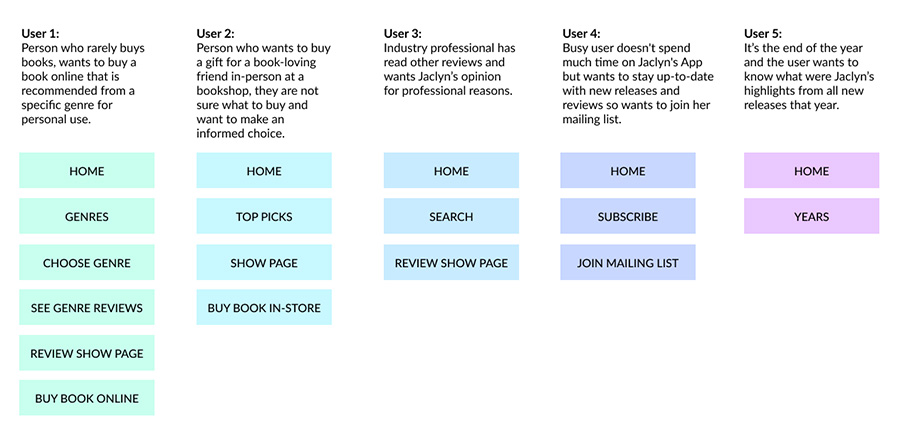 User 1:
Person who rarely buys
books, wants to buy a
book online that is
recommended from a
specific genre for
personal use.
HOME
GENRES
CHOOSE GENRE
SEE GENRE REVIEWS
REVIEW SHOW PAGE
BUY BOOK ONLINE
User 2:
Person who wants to buy
a gift for a book-loving
friend in-person at a
bookshop, they are not
sure what to buy and
want to make an
informed choice.
HOME
TOP PICKS
SHOW PAGE
BUY BOOK IN-STORE
User 3:
Industry professional has
read other reviews and
wants Jaclyn's opinion
for professional reasons.
HOME
SEARCH
REVIEW SHOW PAGE
User 4:
Busy user doesn't spend
much time on Jaclyn's App
but wants to stay up-to-date
with new releases and
reviews so wants to join her
mailing list.
HOME
SUBSCRIBE
JOIN MAILING LIST
User 5:
It's the end of the year
and the user wants to
know what were Jaclyn's
highlights from all new
releases that year.
HOME
YEARS